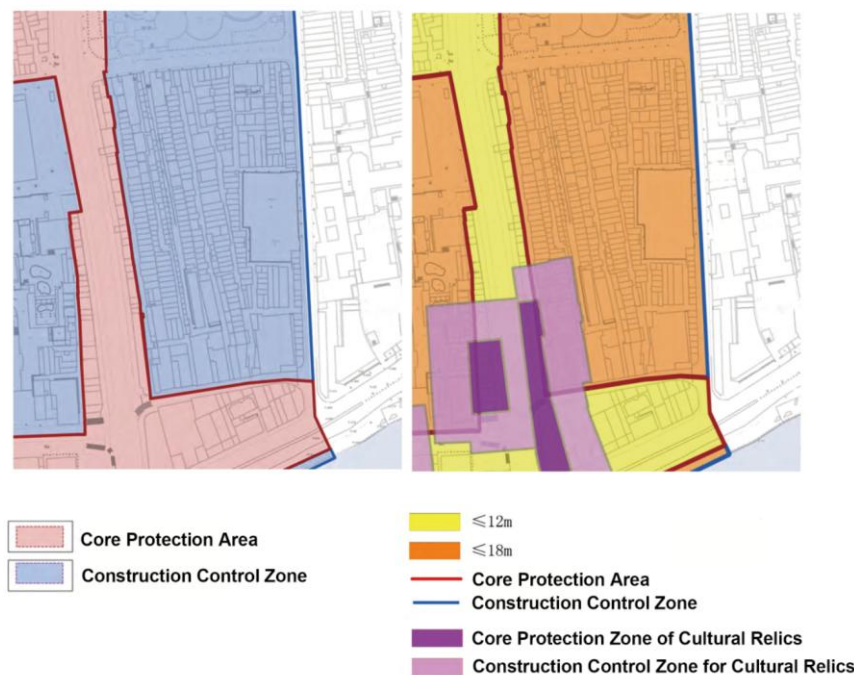 Core Protection Area
Construction Control Zone
≤12m
≤18m
Core Protection Area
Construction Control Zone
Core Protection Zone of Cultural Relics
Construction Control Zone for Cultural Relics